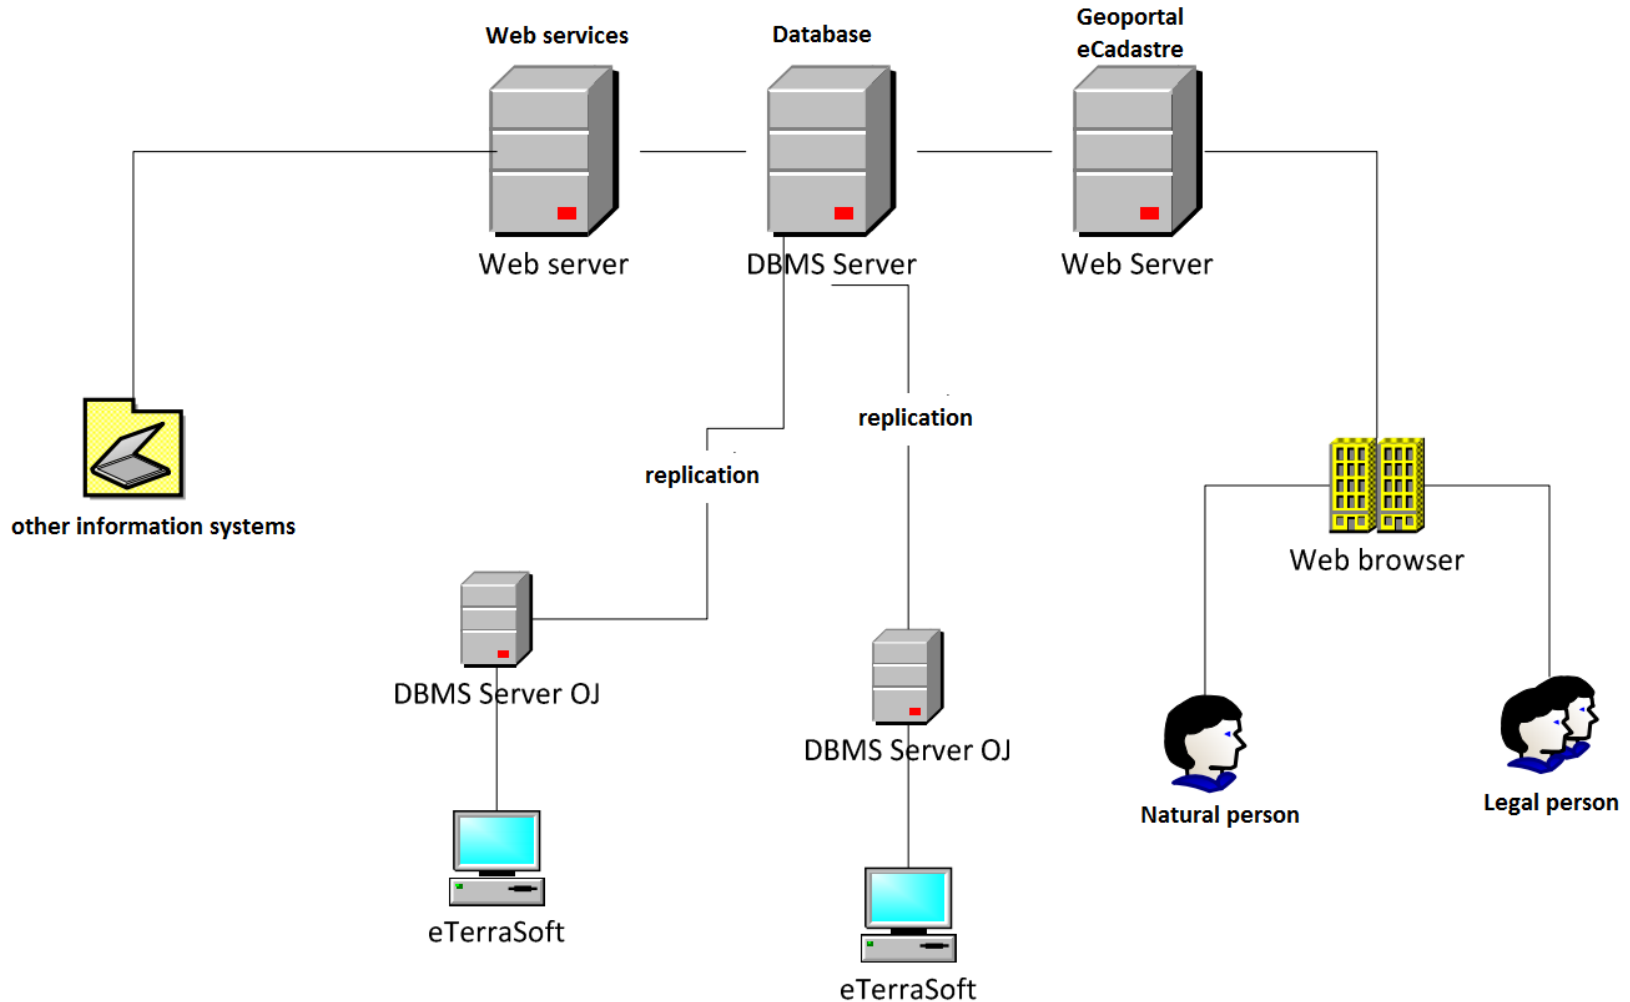 Web services
Database
Geoportal
eCadastre
Web server
DBMS Server
Web Server
replication
replication
other information systems
Web browser
DBMS Server OJ
DBMS Server OJ
Natural person
Legal person
eTerraSoft
eTerraSoft